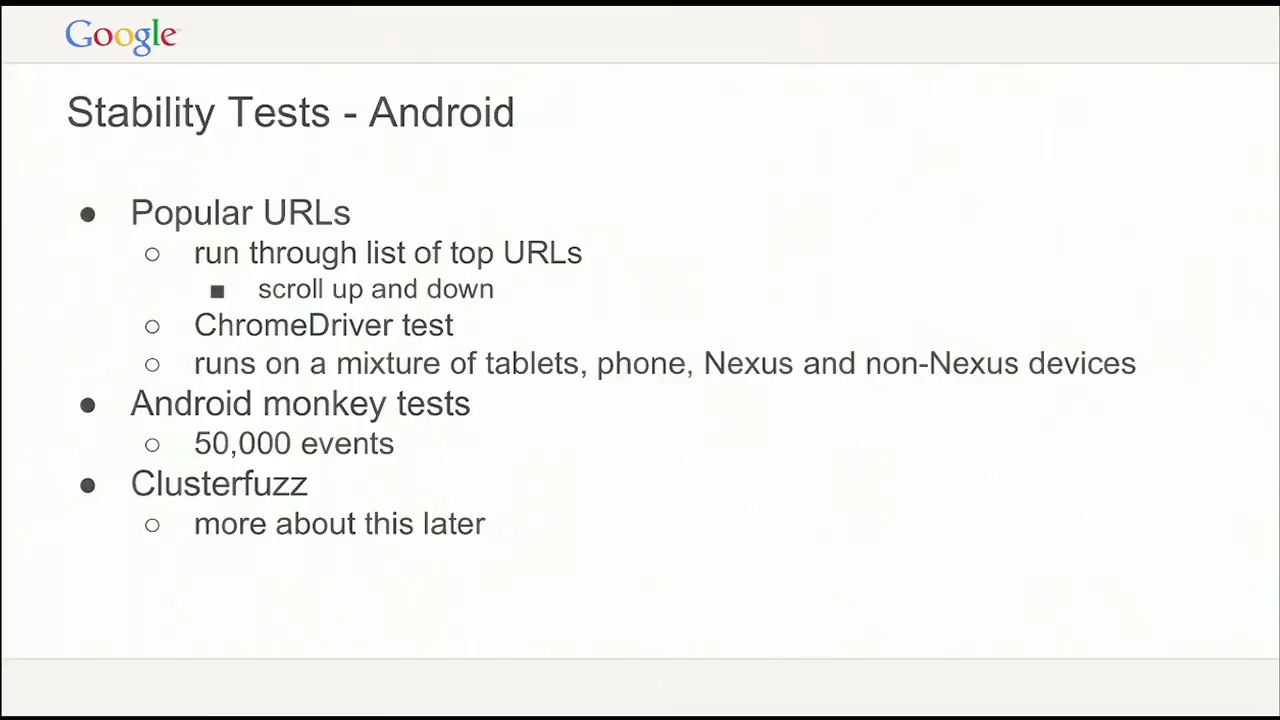 Google
Stability Tests - Android
● Popular URLs
○ run through list of top URLs
■ scroll up and down
○ ChromeDriver test
○ runs on a mixture of tablets, phone, Nexus and non-Nexus devices
● Android monkey tests
○ 50,000 events
● Clusterfuzz
○ more about this later